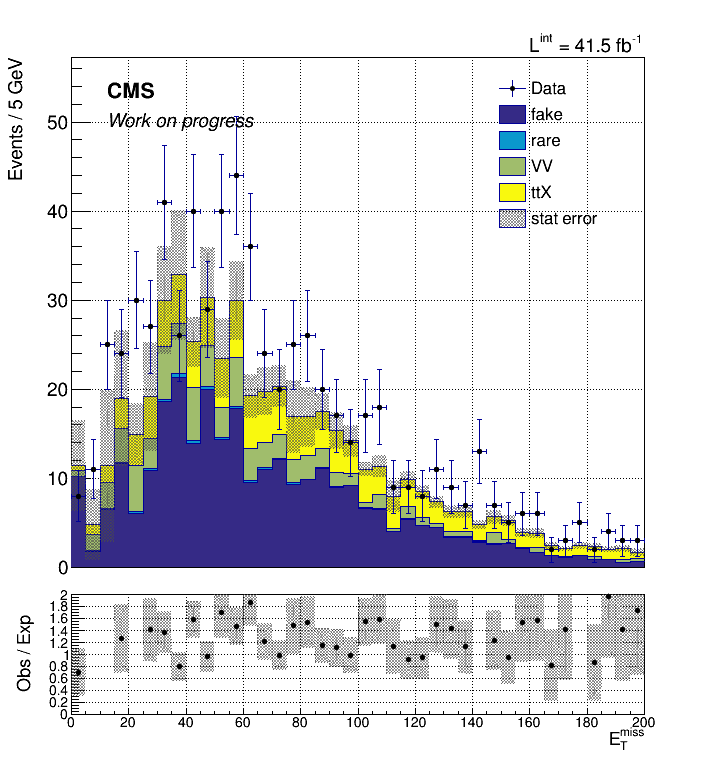 L^int = 41.5 fb^-1
Events / 5 GeV
CMS
Work on progress
Data
fake
rare
VV
ttX
stat error
50
40
30
20
10
0
Obs / Exp
2
1.8
1.6
1.4
1.2
1
0.8
0.6
0.4
0.2
0
0 20 40 60 80 100 120 140 160 180 200
E_T^miss